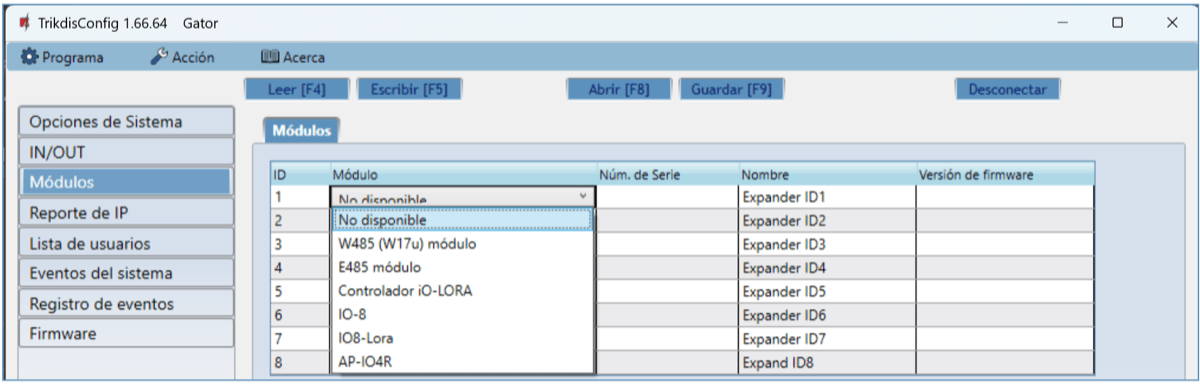 TrikdisConfig 1.66.64 Gator
Programa Acción Acerca
Leer [F4] Escribir [F5] Abrir [F8] Guardar [F9] Desconectar
Opciones de Sistema
IN/OUT
Módulos
Reporte de IP
Lista de usuarios
Eventos del sistema
Registro de eventos
Firmware
Módulos
ID Módulo Núm. de Serie Nombre Versión de firmware
1 No disponible Expander ID1
2 No disponible Expander ID2
3 W485 (W17u) módulo Expander ID3
4 E485 módulo Expander ID4
5 Controlador iO-LORA Expander ID5
6 IO-8 Expander ID6
7 IO8-Lora Expander ID7
8 AP-IO4R Expand ID8